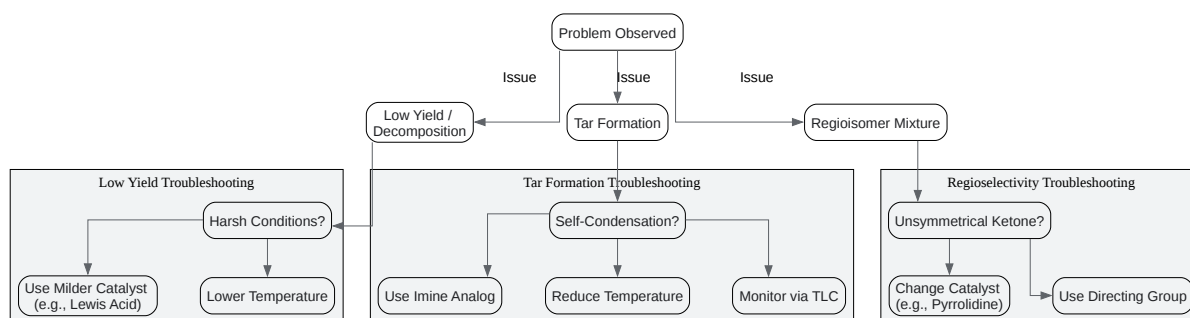 Problem Observed
Issue
Issue
Issue
Low Yield /
Decomposition
Tar Formation
Regioisomer Mixture
Low Yield Troubleshooting
Tar Formation Troubleshooting
Regioselectivity Troubleshooting
Harsh Conditions?
Self-Condensation?
Unsymmetrical Ketone?
Use Milder Catalyst
(e.g., Lewis Acid)
Lower Temperature
Use Imine Analog
Reduce Temperature
Monitor via TLC
Change Catalyst
(e.g., Pyrrolidine)
Use Directing Group